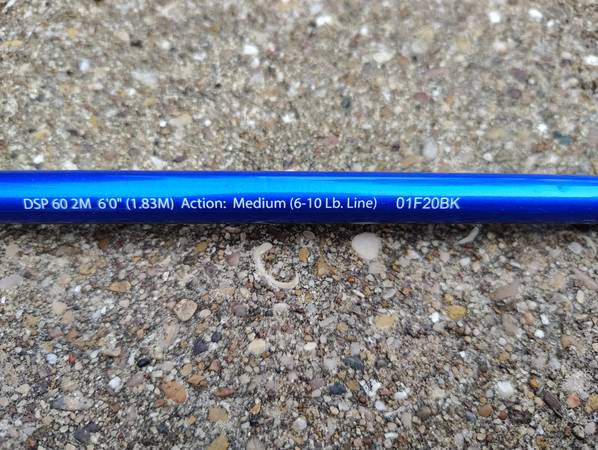 DSP 60 2M 6'0" (1.83M) Action: Medium (6-10 Lb. Line) 01F20BK